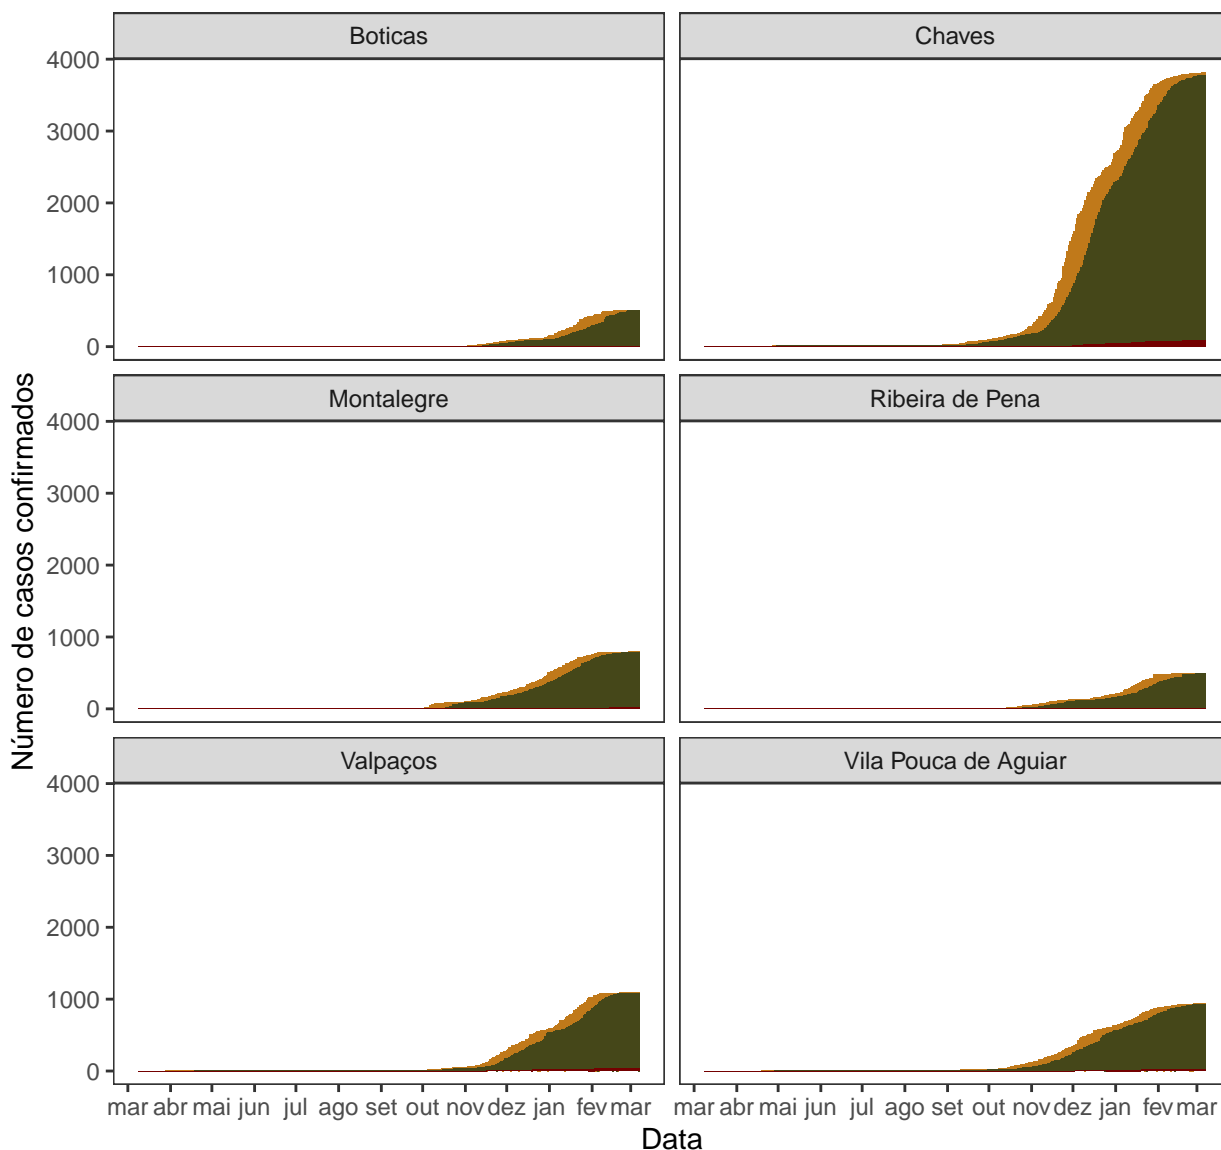 Boticas
Chaves
4000
3000
2000
1000
0
Montalegre
Ribeira de Pena
4000
3000
2000
1000
0
Valpaços
Vila Pouca de Aguiar
4000
3000
2000
1000
0
mar abr mai jun jul ago set out nov dez jan fev mar
mar abr mai jun jul ago set out nov dez jan fev mar
Data
Número de casos confirmados